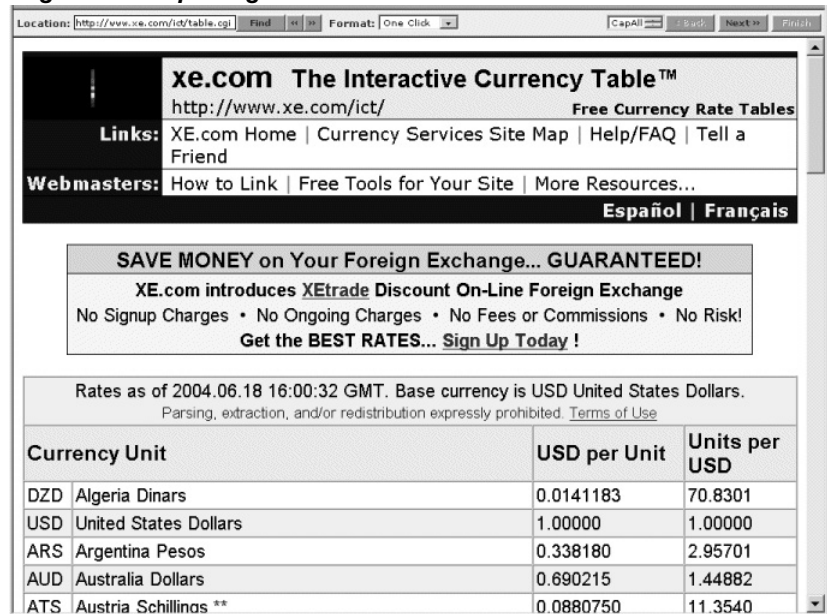 Location: http://www.xe.com/ict/table.cgi Find « » Format: One Click CapAll « Back Next » Finish
xe.com The Interactive Currency Table™
http://www.xe.com/ict/ Free Currency Rate Tables
Links: XE.com Home | Currency Services Site Map | Help/FAQ | Tell a
Friend
Webmasters: How to Link | Free Tools for Your Site | More Resources...
Español | Français
SAVE MONEY on Your Foreign Exchange... GUARANTEED!
XE.com introduces XEtrade Discount On-Line Foreign Exchange
No Signup Charges • No Ongoing Charges • No Fees or Commissions • No Risk!
Get the BEST RATES... Sign Up Today !
Rates as of 2004.06.18 16:00:32 GMT. Base currency is USD United States Dollars.
Parsing, extraction, and/or redistribution expressly prohibited. Terms of Use
Currency Unit USD per Unit Units per
USD
DZD Algeria Dinars 0.0141183 70.8301
USD United States Dollars 1.00000 1.00000
ARS Argentina Pesos 0.338180 2.95701
AUD Australia Dollars 0.690215 1.44882
ATS Austria Schillings ** 0.0880750 11.3540